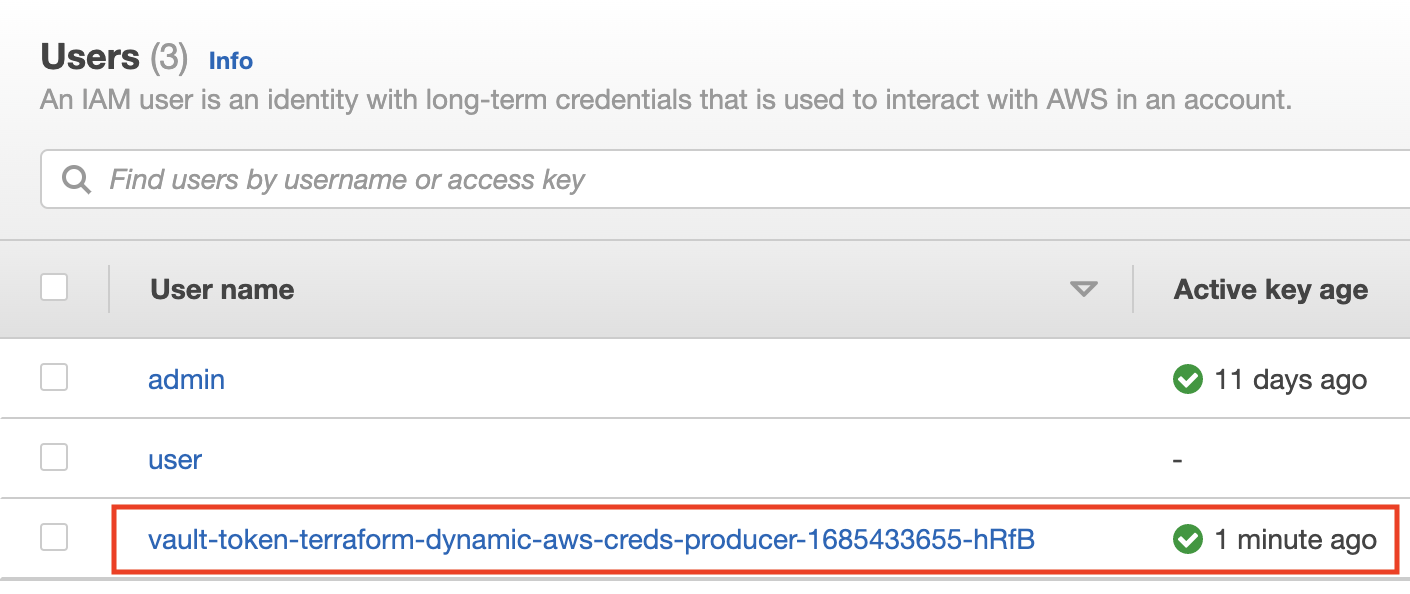 Users (3) Info
An IAM user is an identity with long-term credentials that is used to interact with AWS in an account.
Find users by username or access key
User name Active key age
admin 11 days ago
user -
vault-token-terraform-dynamic-aws-creds-producer-1685433655-hRfB 1 minute ago